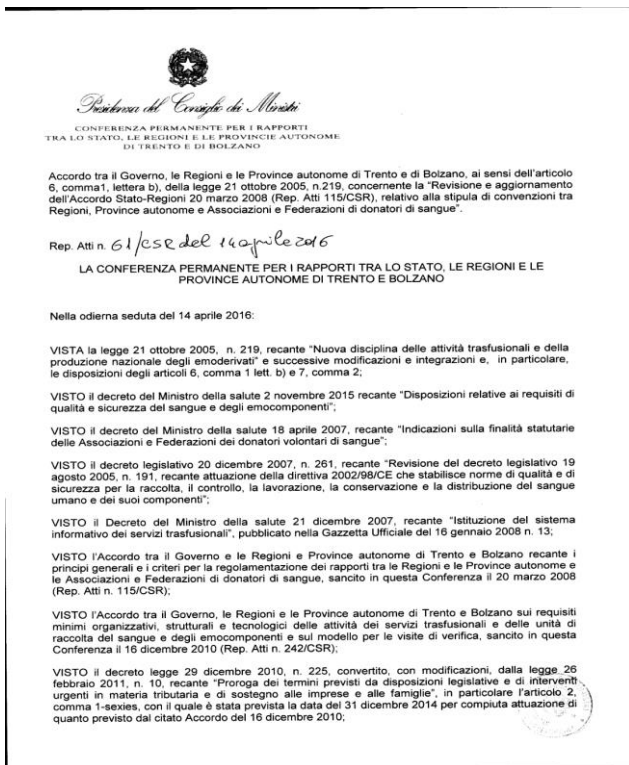 Presidenza del Consiglio dei Ministri
CONFERENZA PERMANENTE PER I RAPPORTI
TRA LO STATO, LE REGIONI E LE PROVINCIE AUTONOME
DI TRENTO E DI BOLZANO
Accordo tra il Governo, le Regioni e le Province autonome di Trento e di Bolzano, ai sensi dell'articolo
6, comma1, lettera b), della legge 21 ottobre 2005, n.219, concernente la "Revisione e aggiornamento
dell'Accordo Stato-Regioni 20 marzo 2008 (Rep. Atti 115/CSR), relativo alla stipula di convenzioni tra
Regioni, Province autonome e Associazioni e Federazioni di donatori di sangue".
Rep. Atti n. 61/CSR del 14 aprile 2016
LA CONFERENZA PERMANENTE PER I RAPPORTI TRA LO STATO, LE REGIONI E LE
PROVINCE AUTONOME DI TRENTO E BOLZANO
Nella odierna seduta del 14 aprile 2016:
VISTA la legge 21 ottobre 2005, n. 219, recante "Nuova disciplina delle attività trasfusionali e della
produzione nazionale degli emoderivati" e successive modificazioni e integrazioni e, in particolare,
le disposizioni degli articoli 6, comma 1 lett. b) e 7, comma 2;
VISTO il decreto del Ministro della salute 2 novembre 2015 recante "Disposizioni relative ai requisiti di
qualità e sicurezza del sangue e degli emocomponenti";
VISTO il decreto del Ministro della salute 18 aprile 2007, recante "Indicazioni sulla finalità statutarie
delle Associazioni e Federazioni dei donatori volontari di sangue";
VISTO il decreto legislativo 20 dicembre 2007, n. 261, recante "Revisione del decreto legislativo 19
agosto 2005, n. 191, recante attuazione della direttiva 2002/98/CE che stabilisce norme di qualità e di
sicurezza per la raccolta, il controllo, la lavorazione, la conservazione e la distribuzione del sangue
umano e dei suoi componenti";
VISTO il Decreto del Ministro della salute 21 dicembre 2007, recante "Istituzione del sistema
informativo dei servizi trasfusionali", pubblicato nella Gazzetta Ufficiale del 16 gennaio 2008 n. 13;
VISTO l'Accordo tra il Governo e le Regioni e Province autonome di Trento e Bolzano recante i
principi generali e i criteri per la regolamentazione dei rapporti tra le Regioni e le Province autonome e
le Associazioni e Federazioni di donatori di sangue, sancito in questa Conferenza il 20 marzo 2008
(Rep. Atti n. 115/CSR);
VISTO l'Accordo tra il Governo, le Regioni e le Province autonome di Trento e Bolzano sui requisiti
minimi organizzativi, strutturali e tecnologici delle attività dei servizi trasfusionali e delle unità di
raccolta del sangue e degli emocomponenti e sul modello per le visite di verifica, sancito in questa
Conferenza il 16 dicembre 2010 (Rep. Atti n. 242/CSR);
VISTO il decreto legge 29 dicembre 2010, n. 225, convertito, con modificazioni, dalla legge 26
febbraio 2011, n. 10, recante "Proroga dei termini previsti da disposizioni legislative e di interventi
urgenti in materia tributaria e di sostegno alle imprese e alle famiglie", in particolare l'articolo 2,
comma 1-sexies, con il quale è stata prevista la data del 31 dicembre 2014 per compiuta attuazione di
quanto previsto dal citato Accordo del 16 dicembre 2010;